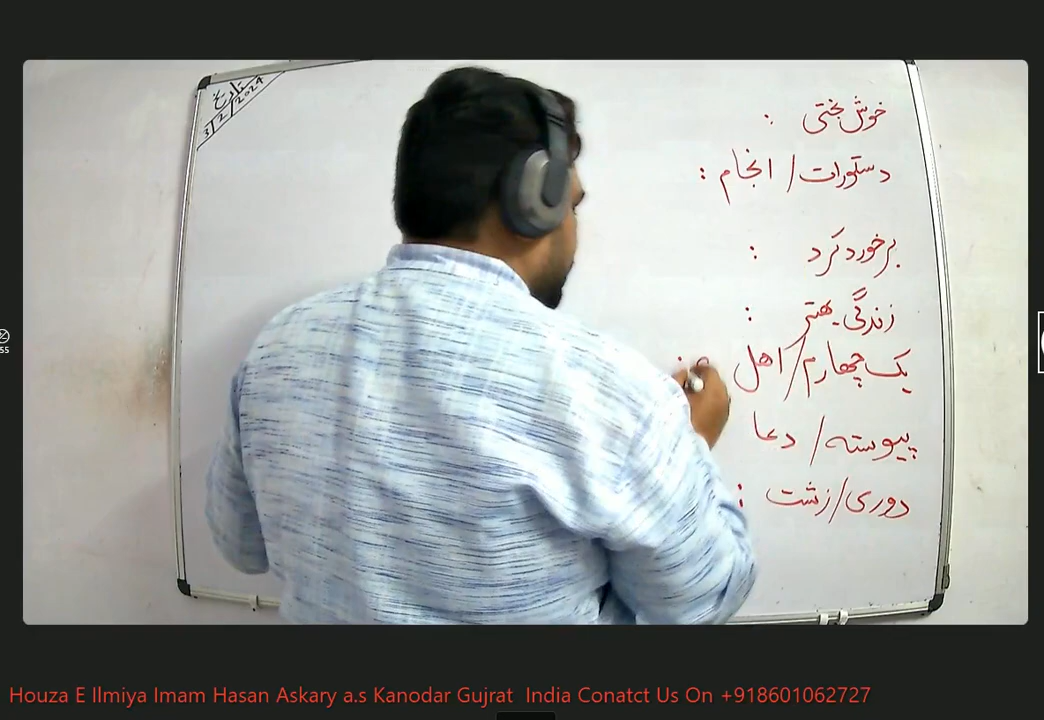 تاریخ
3/2/2024
خوش بختی :
دستورات / انجام :
برخورد کرد :
زندگی بهتر :
یک چهارم / اهل
پیوسته / دعا
دوری / زشت :
55
Houza E Ilmiya Imam Hasan Askary a.s Kanodar Gujrat India Conatct Us On +918601062727